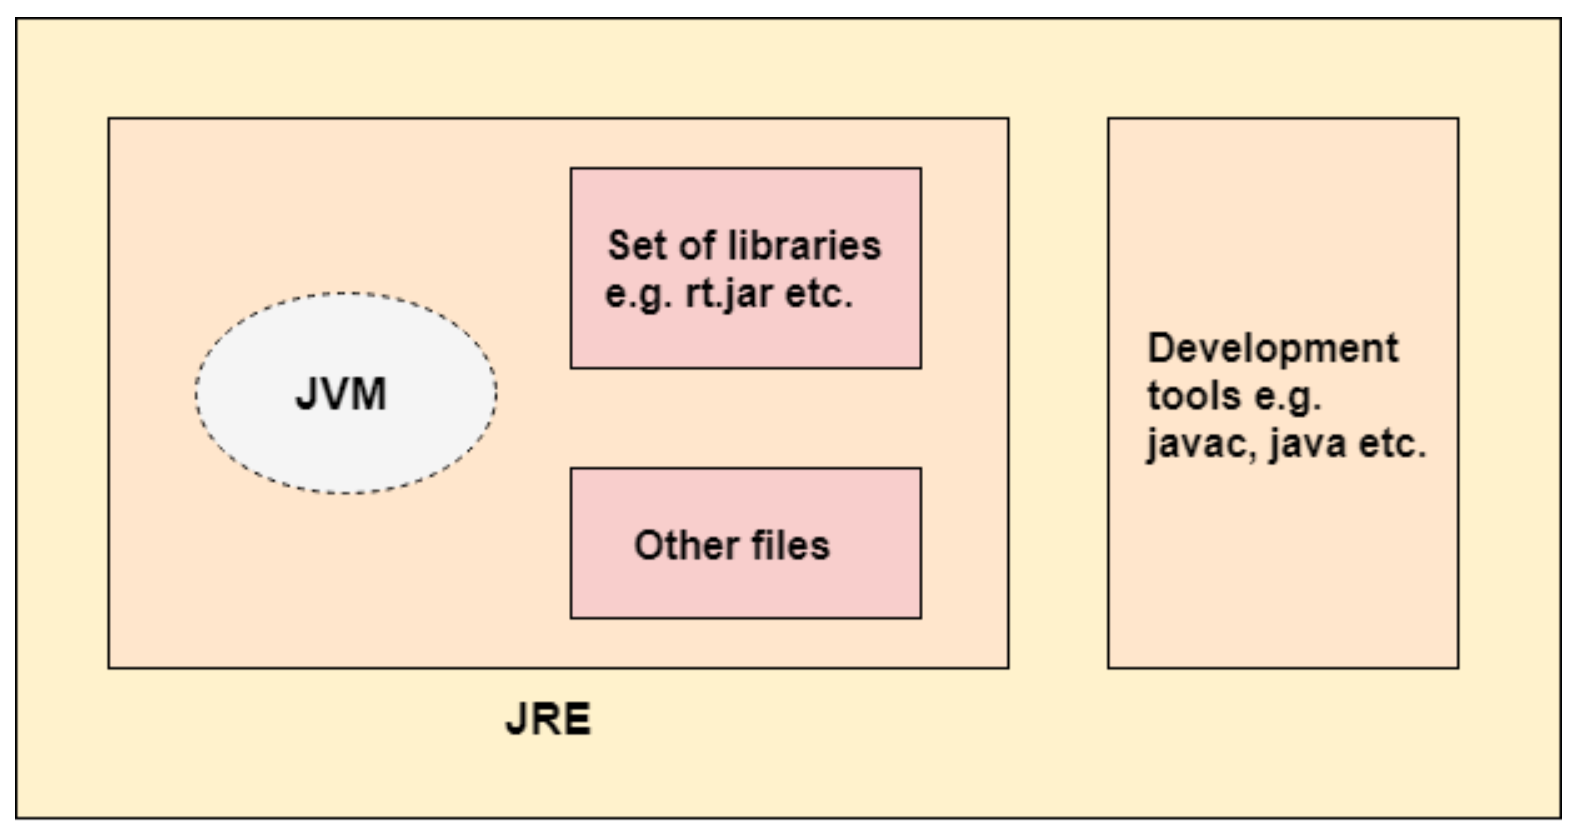 Set of libraries
e.g. rt.jar etc.
JVM
Other files
JRE
Development
tools e.g.
javac, java etc.